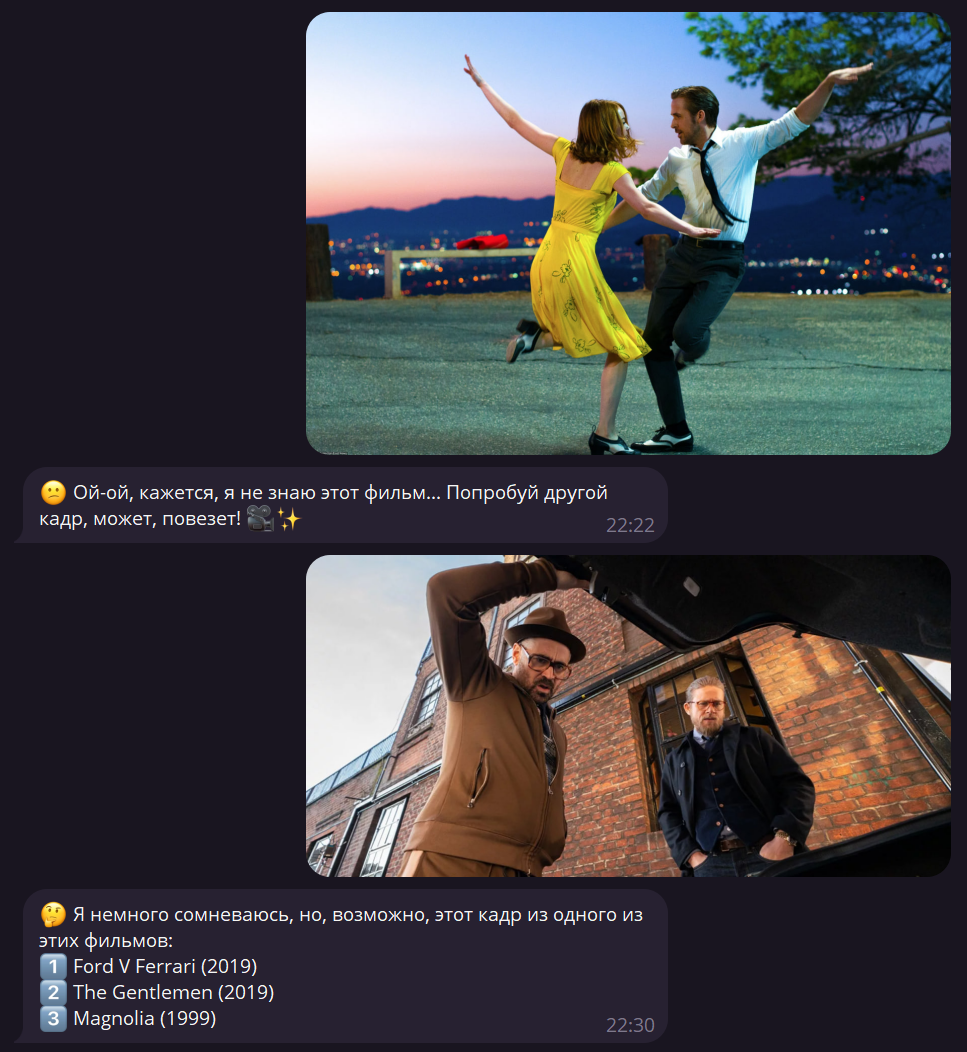 😕 Ой-ой, кажется, я не знаю этот фильм... Попробуй другой
кадр, может, повезет! 🎥✨
22:22
🤔 Я немного сомневаюсь, но, возможно, этот кадр из одного из
этих фильмов:
1️⃣ Ford V Ferrari (2019)
2️⃣ The Gentlemen (2019)
3️⃣ Magnolia (1999)
22:30